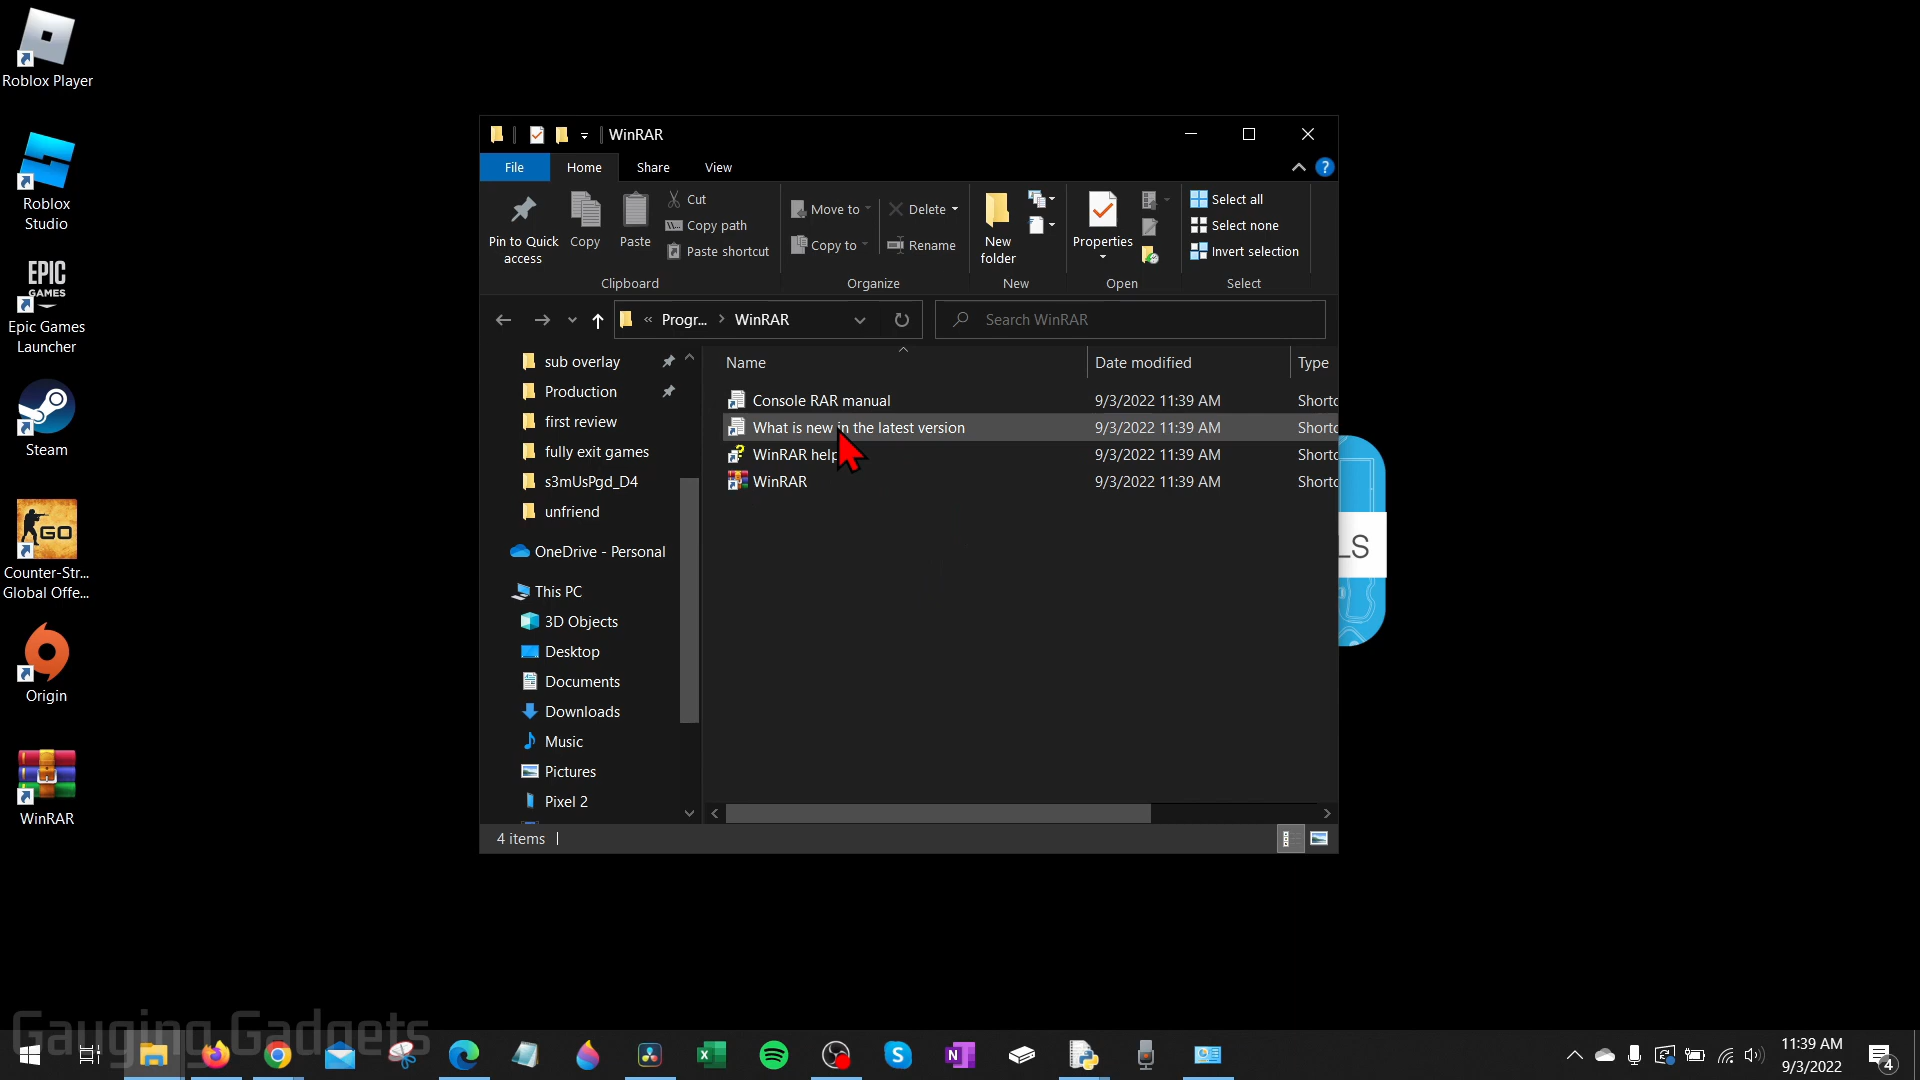 Roblox Player
Roblox
Studio
EPIC
GAMES
Epic Games
Launcher
Steam
GO
Counter-Str...
Global Offe...
Origin
WinRAR
WinRAR
File
Home
Share
View
?
Pin to Quick
access
Copy
Paste
Cut
Copy path
Paste shortcut
Clipboard
Move to
Copy to
Delete
Rename
Organize
New
folder
New
Properties
Open
Select all
Select none
Invert selection
Select
« Progr... > WinRAR
Search WinRAR
sub overlay
Production
first review
fully exit games
s3mUsPgd_D4
unfriend
OneDrive - Personal
This PC
3D Objects
Desktop
Documents
Downloads
Music
Pictures
Pixel 2
Name Date modified Type
Console RAR manual 9/3/2022 11:39 AM Shortc
What is new in the latest version 9/3/2022 11:39 AM Shortc
WinRAR help 9/3/2022 11:39 AM Shortc
WinRAR 9/3/2022 11:39 AM Shortc
4 items
LS
Gauging Gadgets
11:39 AM
9/3/2022
4